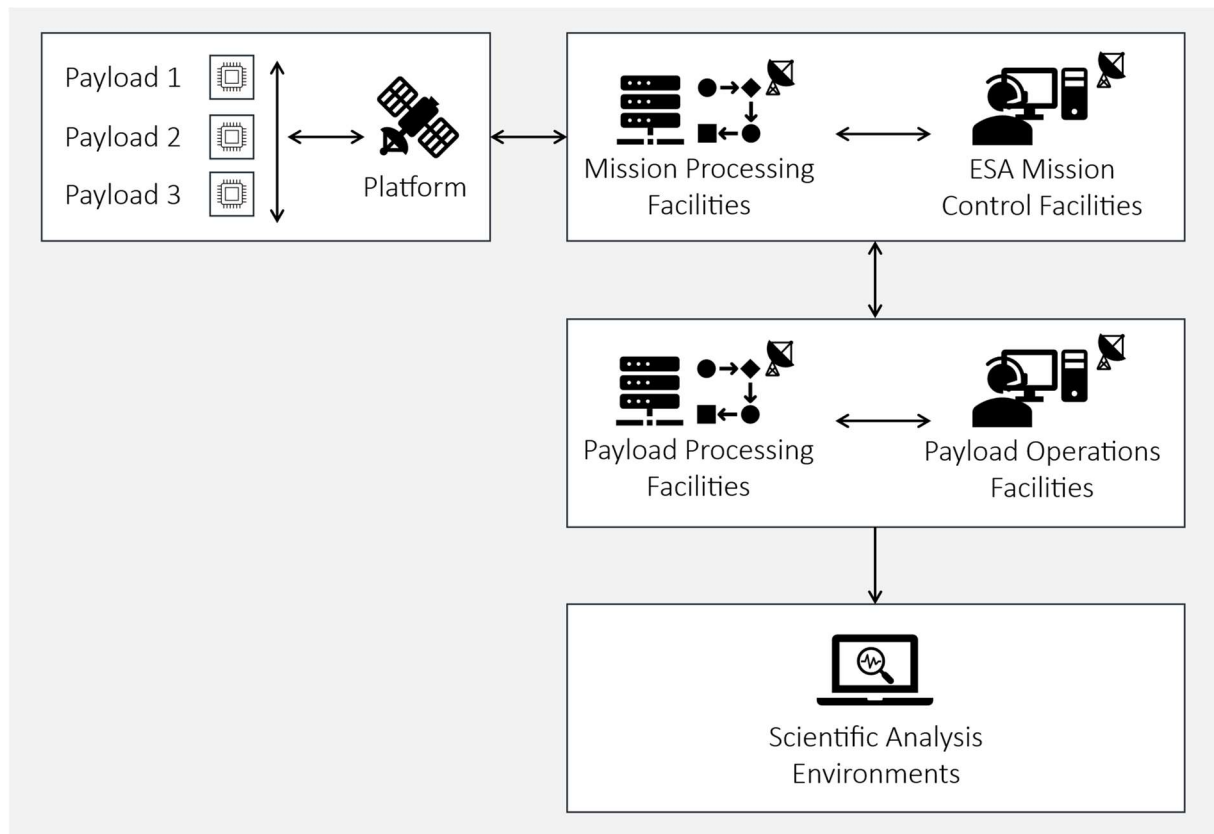 Payload 1
Payload 2
Payload 3
Platform
Mission Processing
Facilities
ESA Mission
Control Facilities
Payload Processing
Facilities
Payload Operations
Facilities
Scientific Analysis
Environments